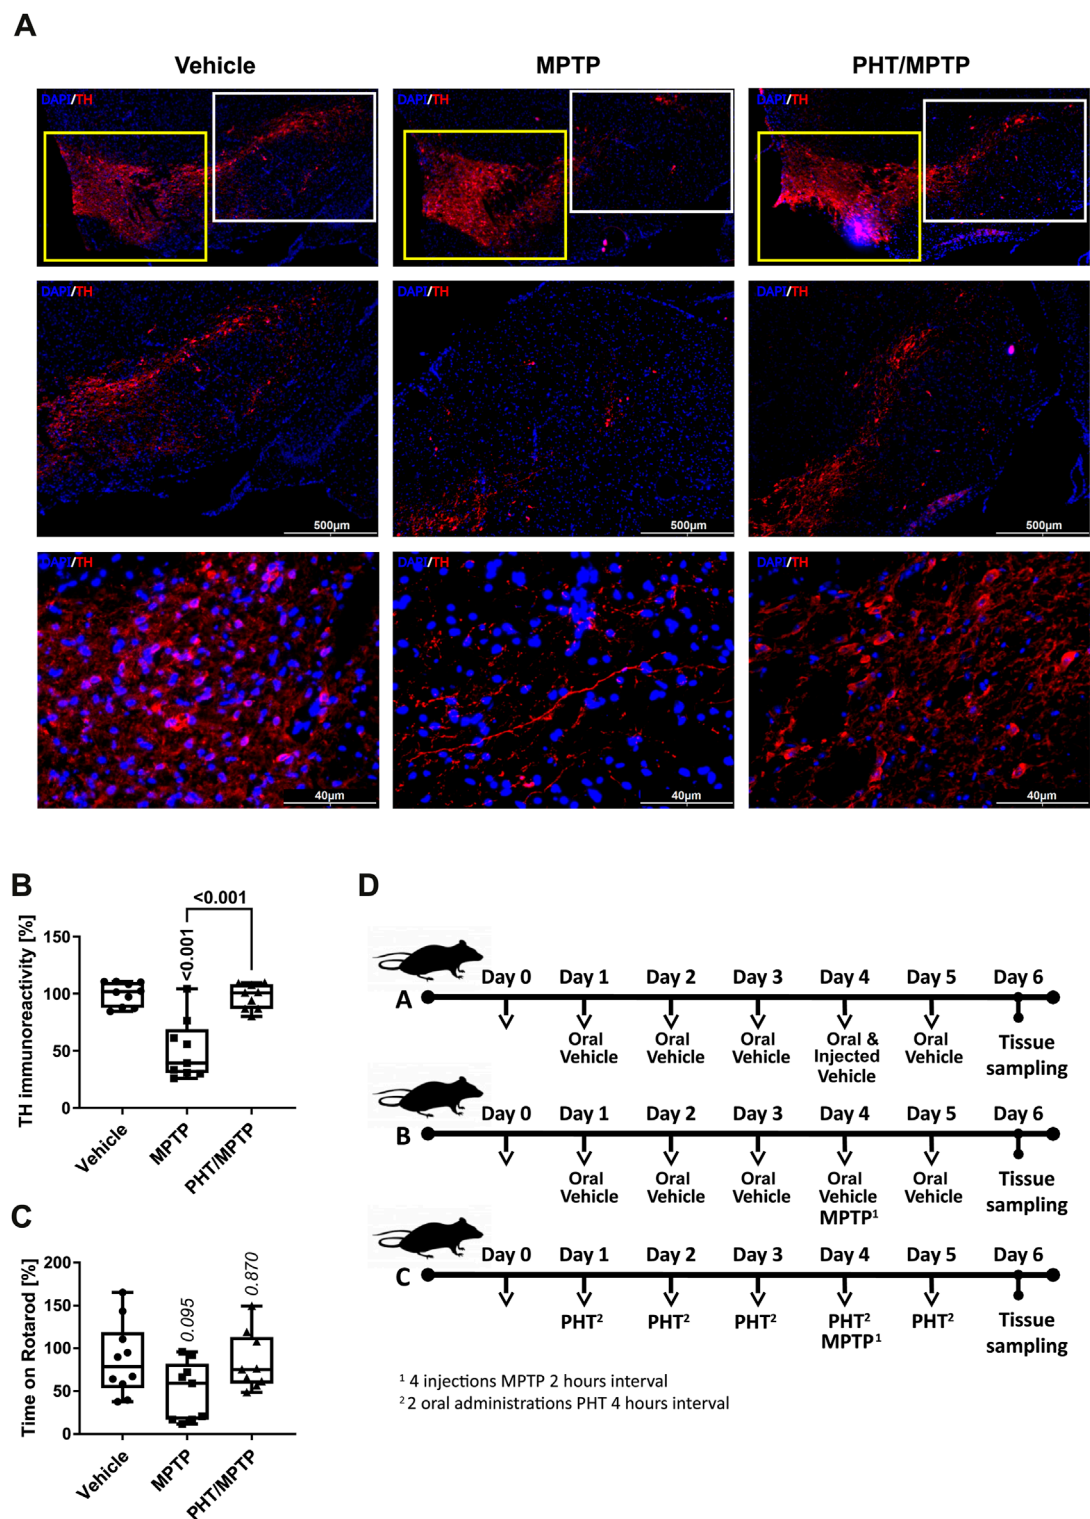 A
Vehicle MPTP PHT/MPTP
DAPI/TH DAPI/TH DAPI/TH
DAPI/TH DAPI/TH DAPI/TH
500µm 500µm 500µm
DAPI/TH DAPI/TH DAPI/TH
40µm 40µm 40µm
B
TH immunoreactivity [%]
150
100
50
0
<0.001
<0.001
Vehicle
MPTP
PHT/MPTP
C
Time on Rotarod [%]
200
150
100
50
0
0.095
0.870
Vehicle
MPTP
PHT/MPTP
D
Day 0 Day 1 Day 2 Day 3 Day 4 Day 5 Day 6
A
Oral Oral Oral Oral & Oral Tissue
Vehicle Vehicle Vehicle Injected Vehicle sampling
Vehicle
Day 0 Day 1 Day 2 Day 3 Day 4 Day 5 Day 6
B
Oral Oral Oral Oral Oral Tissue
Vehicle Vehicle Vehicle Vehicle Vehicle sampling
MPTP¹
Day 0 Day 1 Day 2 Day 3 Day 4 Day 5 Day 6
C
PHT² PHT² PHT² PHT² PHT² Tissue
MPTP¹ sampling
¹ 4 injections MPTP 2 hours interval
² 2 oral administrations PHT 4 hours interval